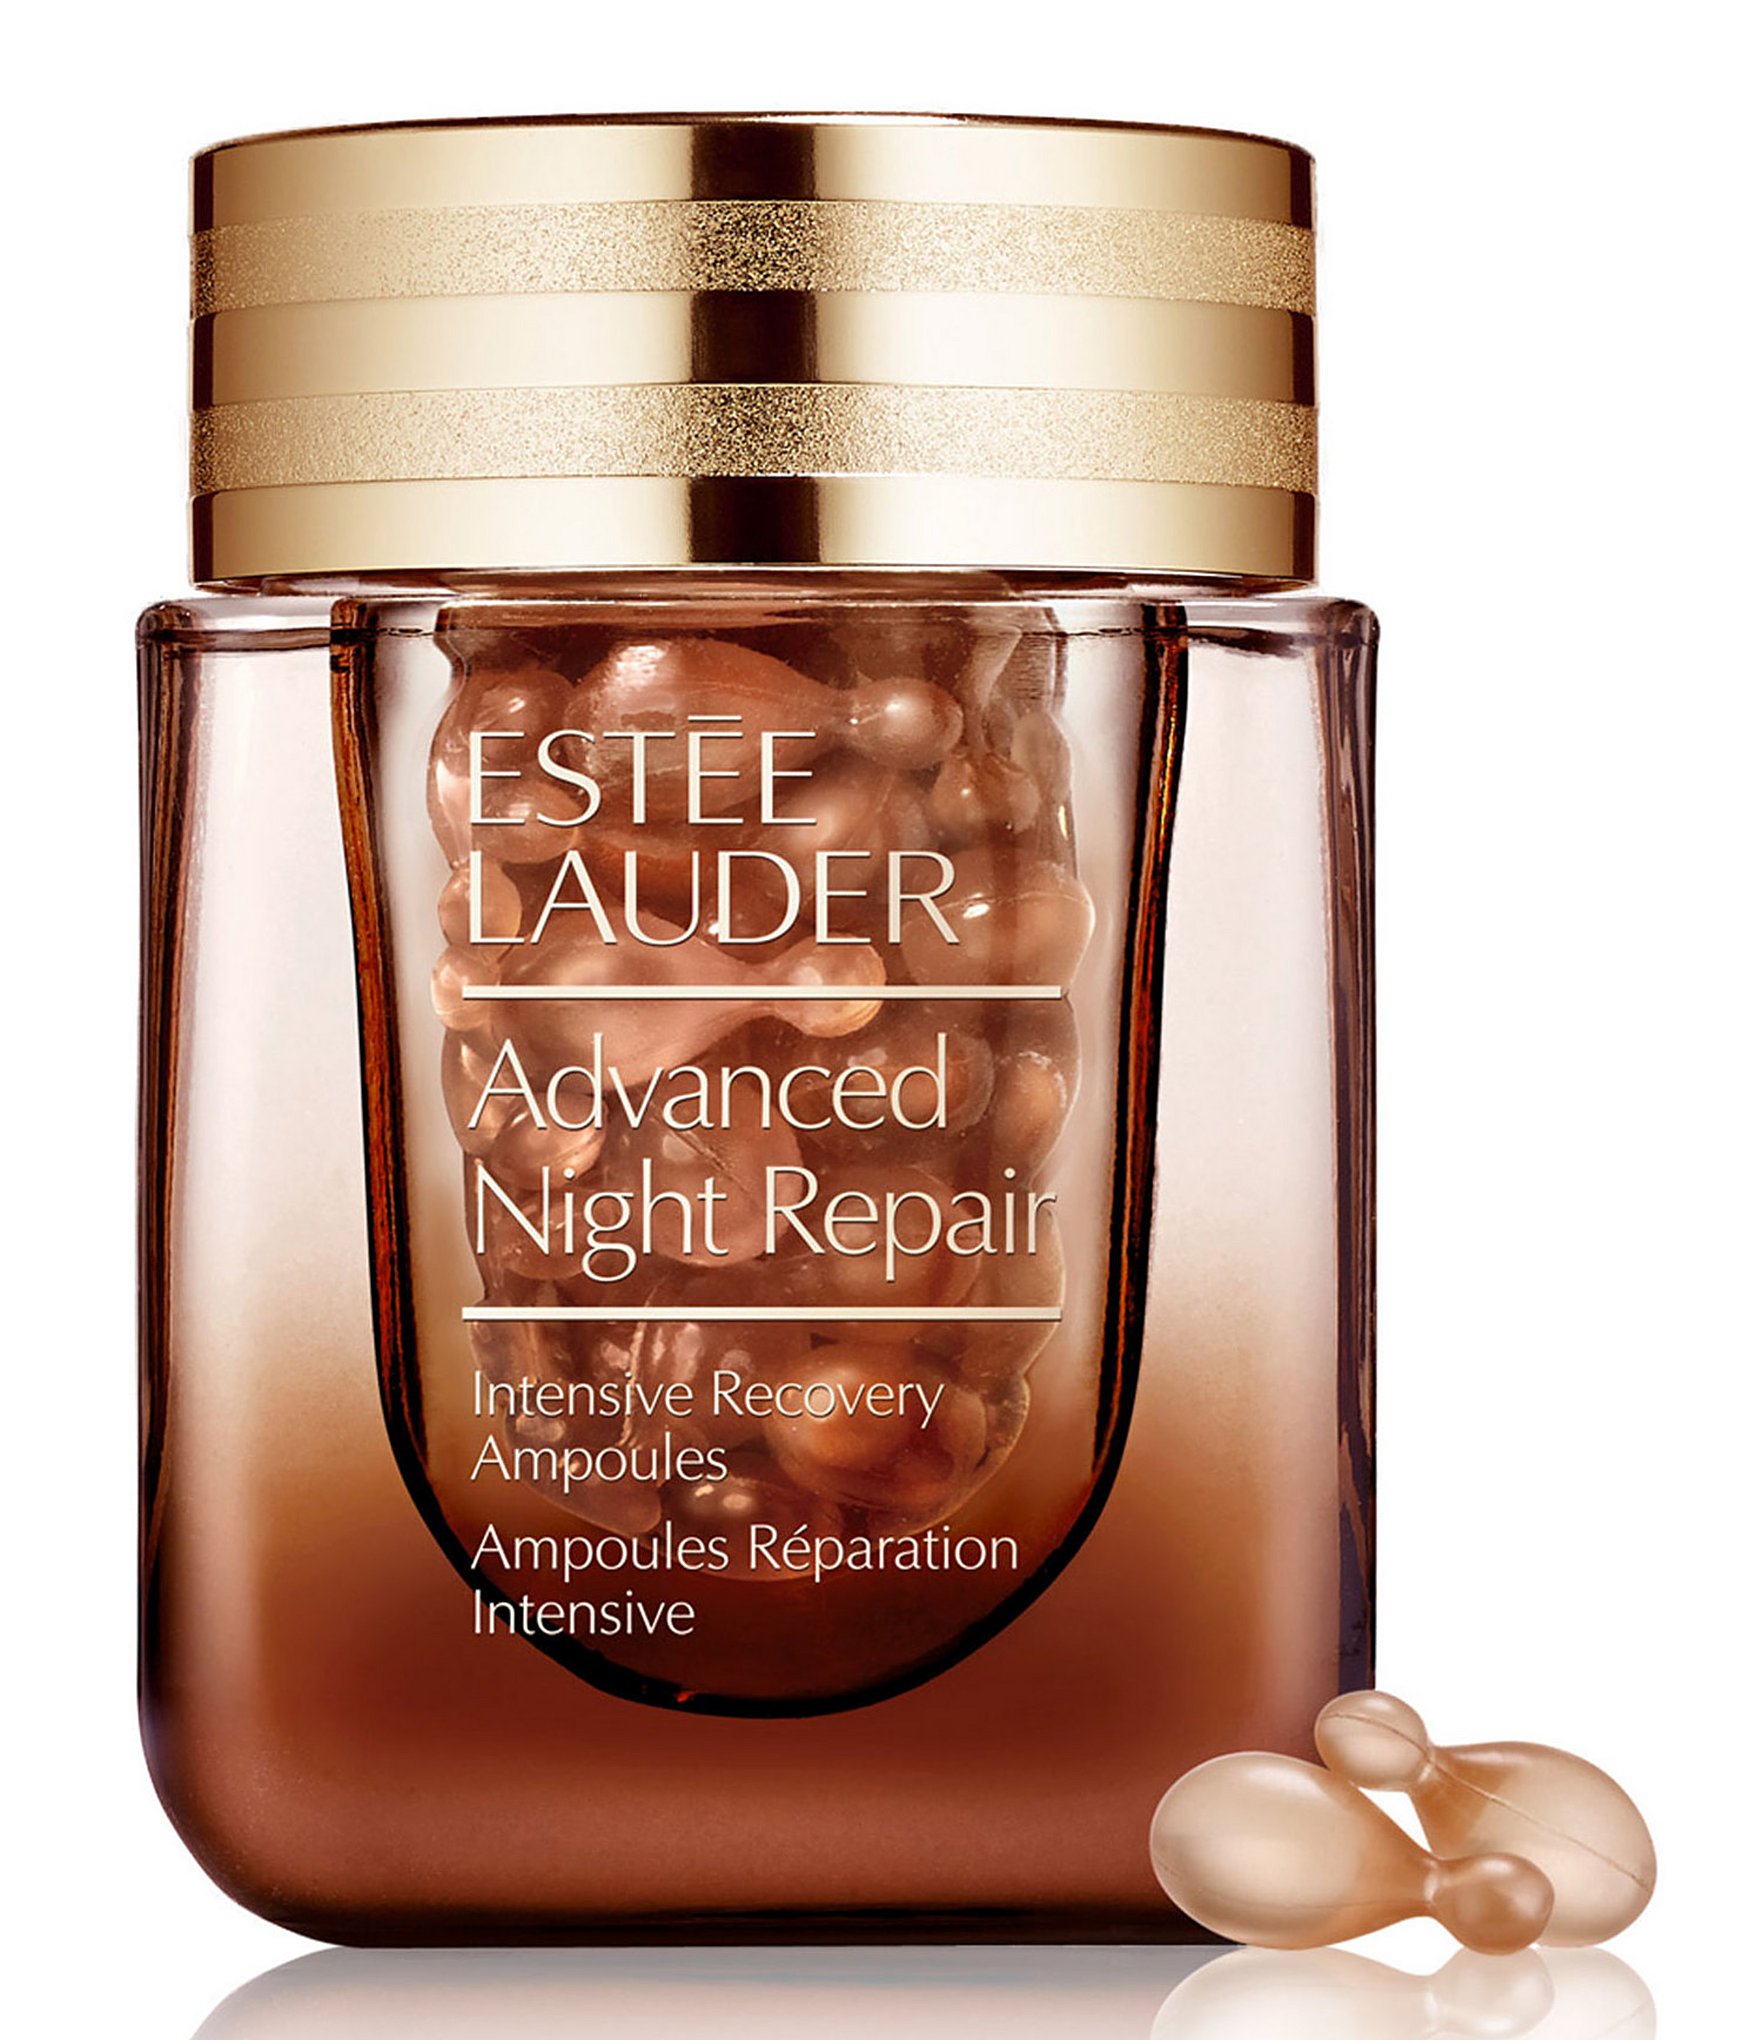 ESTĒE
LAUDER
Advanced
Night Repair
Intensive Recovery
Ampoules
Ampoules Réparation
Intensive